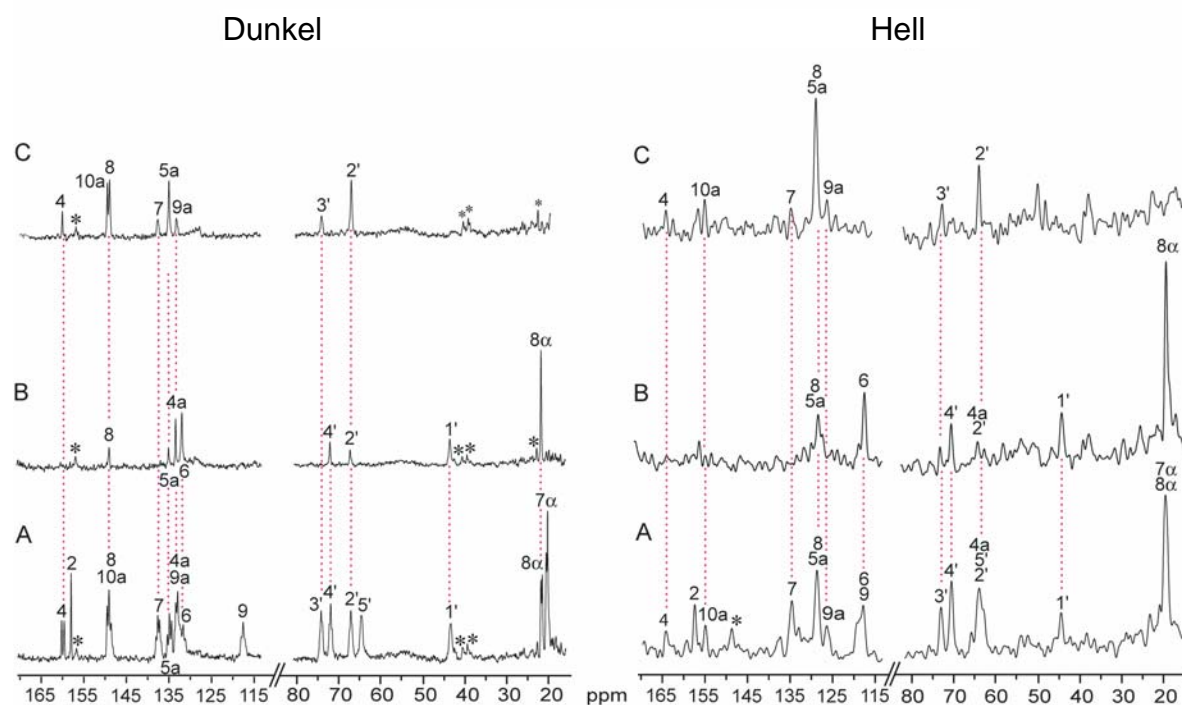 Dunkel
Hell
C
4
*
10a
8
7
5a
9a
3'
2'
*
*
*
B
*
8
5a
4a
6
4'
2'
1'
*
*
*
8α
A
4
2
*
8
10a
7
5a
4a
9a
6
9
3'
4'
2'
5'
1'
*
*
8α
7α
165 155 145 135 125 115 80 70 60 50 40 30 20
ppm
C
4
10a
7
8
5a
9a
3'
2'
B
8
5a
6
4'
4a
2'
1'
8α
A
4
2
10a
*
7
8
5a
9a
6
9
3'
4'
4a
5'
2'
1'
7α
8α
165 155 145 135 125 115 80 70 60 50 40 30 20